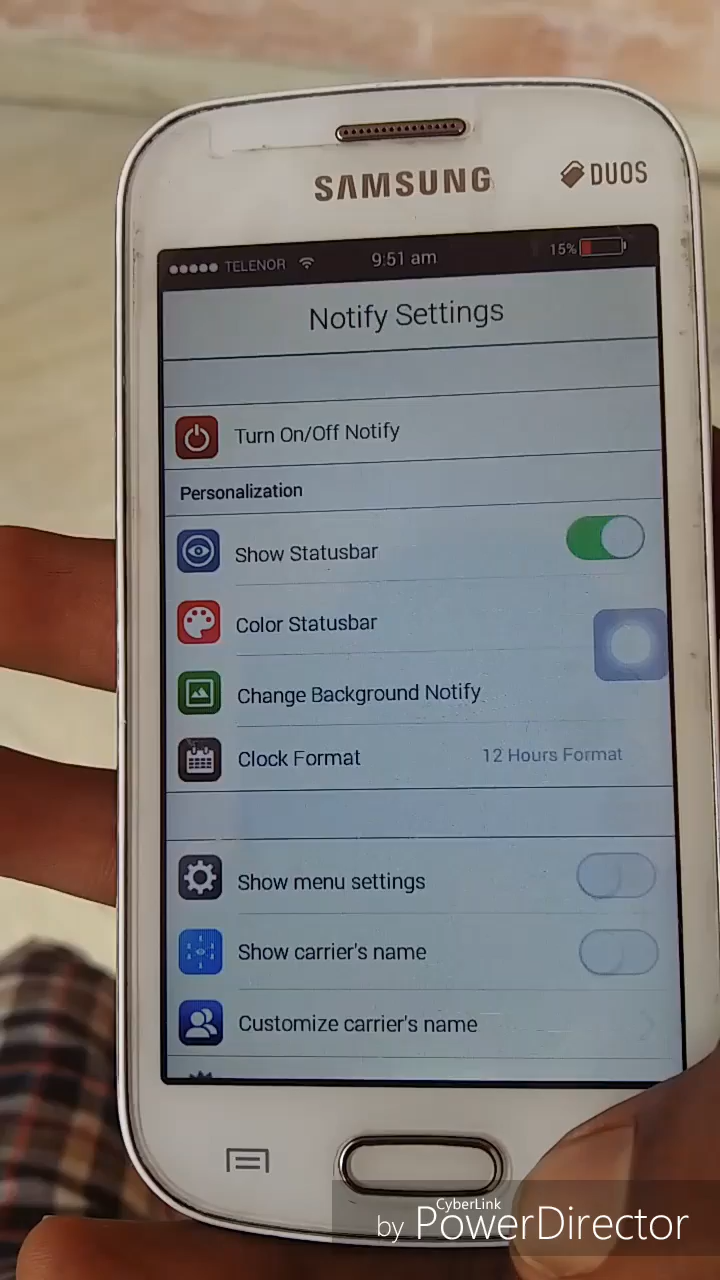 SAMSUNG
DUOS
TELENOR 9:51 am 15%
Notify Settings
Turn On/Off Notify
Personalization
Show Statusbar
Color Statusbar
Change Background Notify
Clock Format 12 Hours Format
Show menu settings
Show carrier's name
Customize carrier's name
CyberLink
by PowerDirector